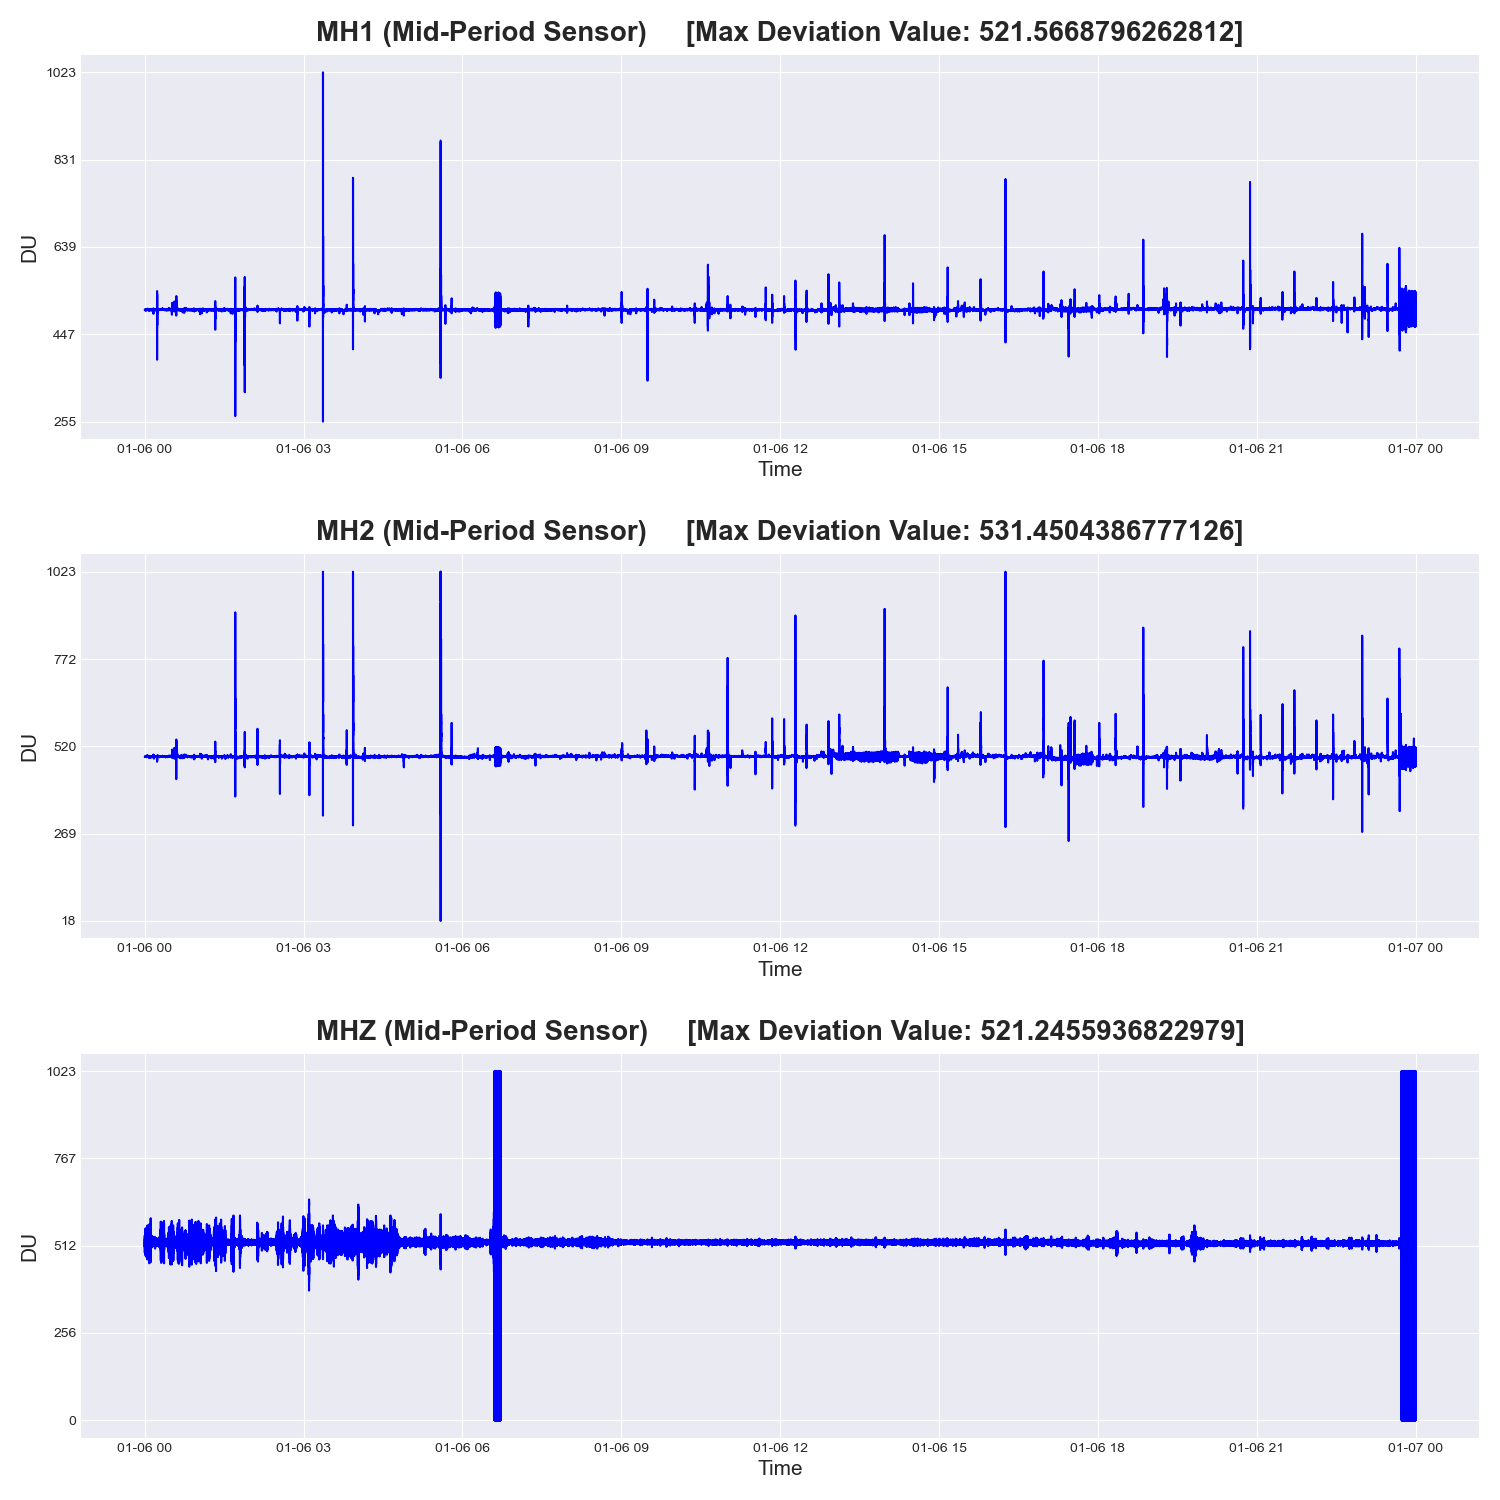 MH1 (Mid-Period Sensor) [Max Deviation Value: 521.5668796262812]
1023
831
639
447
255
DU
01-06 00 01-06 03 01-06 06 01-06 09 01-06 12 01-06 15 01-06 18 01-06 21 01-07 00
Time
MH2 (Mid-Period Sensor) [Max Deviation Value: 531.4504386777126]
1023
772
520
269
18
DU
01-06 00 01-06 03 01-06 06 01-06 09 01-06 12 01-06 15 01-06 18 01-06 21 01-07 00
Time
MHZ (Mid-Period Sensor) [Max Deviation Value: 521.2455936822979]
1023
767
512
256
0
DU
01-06 00 01-06 03 01-06 06 01-06 09 01-06 12 01-06 15 01-06 18 01-06 21 01-07 00
Time